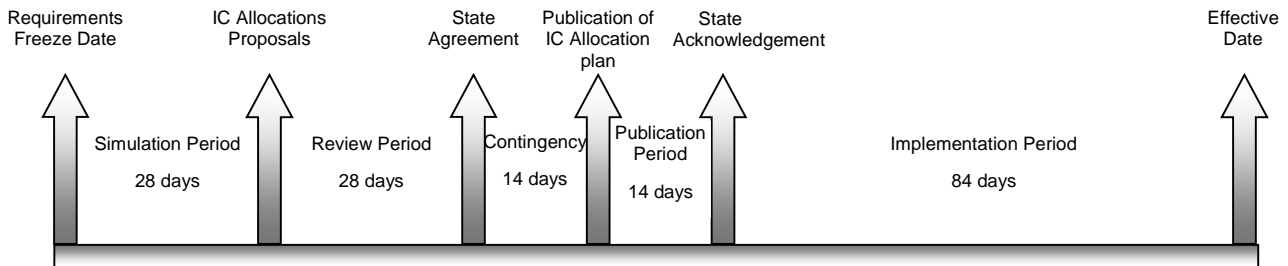 Requirements
Freeze Date
IC Allocations
Proposals
State
Agreement
Publication of
IC Allocation
plan
State
Acknowledgement
Effective
Date
Simulation Period
28 days
Review Period
28 days
Contingency
14 days
Publication
Period
14 days
Implementation Period
84 days